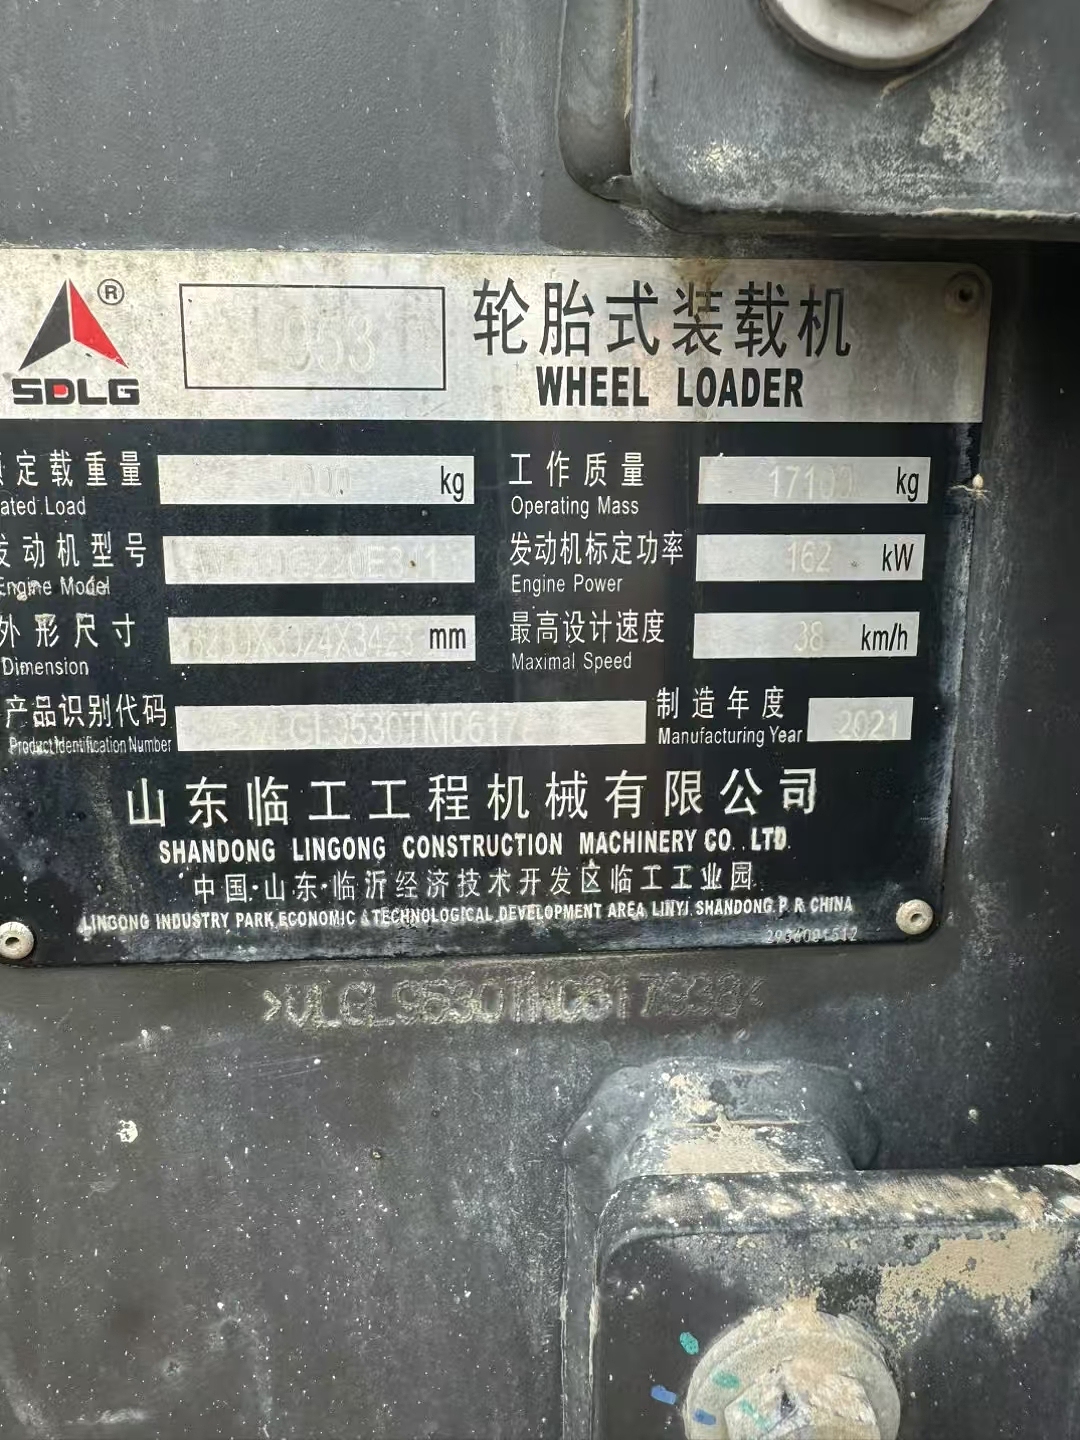 ®
SDLG
轮胎式装载机
WHEEL LOADER
定载重量 kg
ated Load
工作质量 kg
Operating Mass
发动机型号
Engine Model
发动机标定功率 162 kW
Engine Power
外形尺寸 mm
Dimension
最高设计速度 38 km/h
Maximal Speed
产品识别代码
Product Identification Number
制造年度 2021
Manufacturing Year
山东临工工程机械有限公司
SHANDONG LINGONG CONSTRUCTION MACHINERY CO. LTD.
中国·山东·临沂经济技术开发区临工工业园
LINGONG INDUSTRY PARK,ECONOMIC & TECHNOLOGICAL DEVELOPMENT AREA, LINYI, SHANDONG, P. R. CHINA